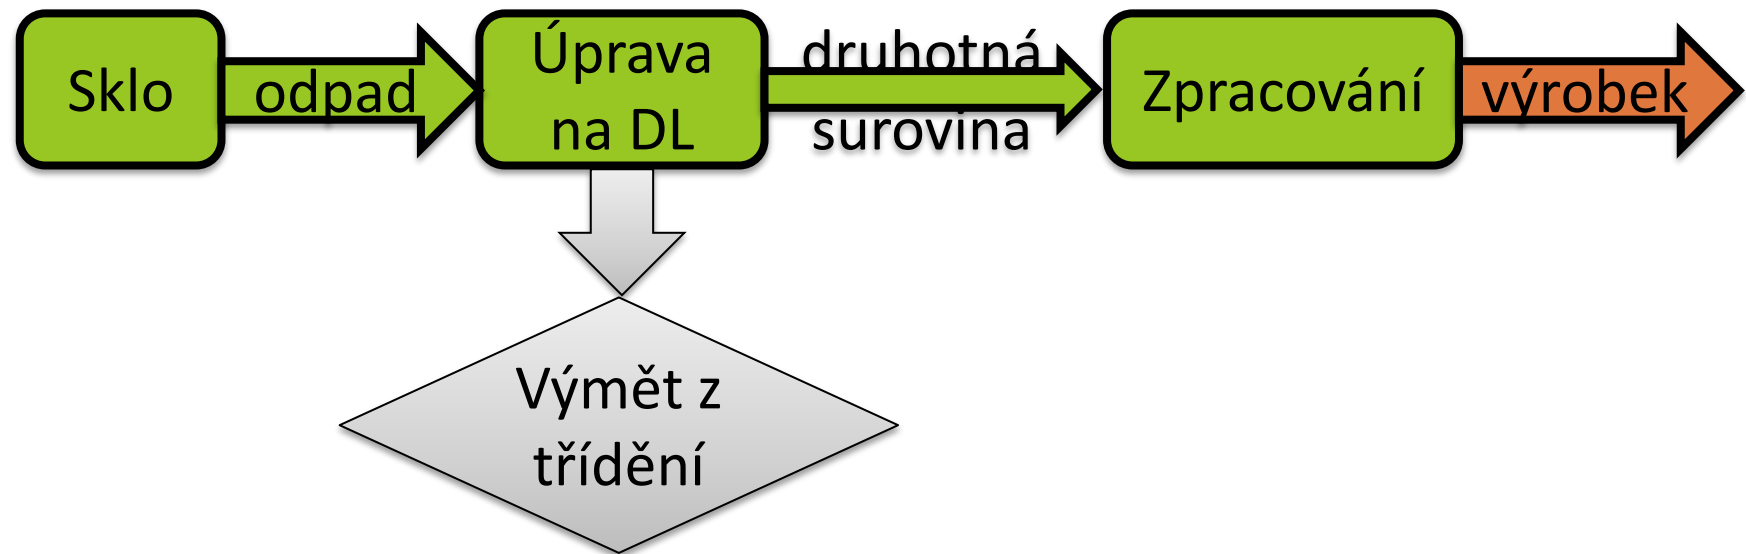 Sklo
odpad
Úprava
na DL
druhotná
surovina
Zpracování
výrobek
Výmět z
třídění